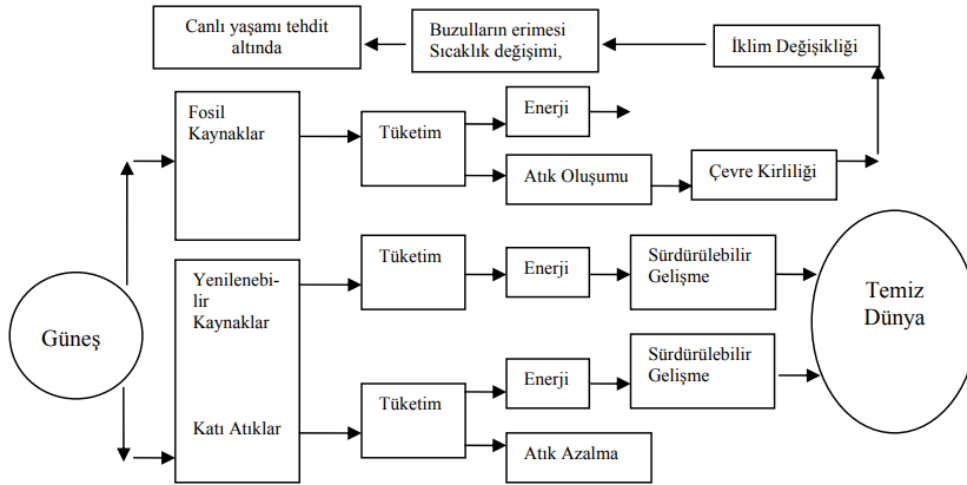 Canlı yaşamı tehdit
altında
Buzulların erimesi
Sıcaklık değişimi,
İklim Değişikliği
Fosil
Kaynaklar
Tüketim
Enerji
Atık Oluşumu
Çevre Kirliliği
Güneş
Yenilenebi-
lir
Kaynaklar
Katı Atıklar
Tüketim
Enerji
Sürdürülebilir
Gelişme
Tüketim
Enerji
Sürdürülebilir
Gelişme
Atık Azalma
Temiz
Dünya